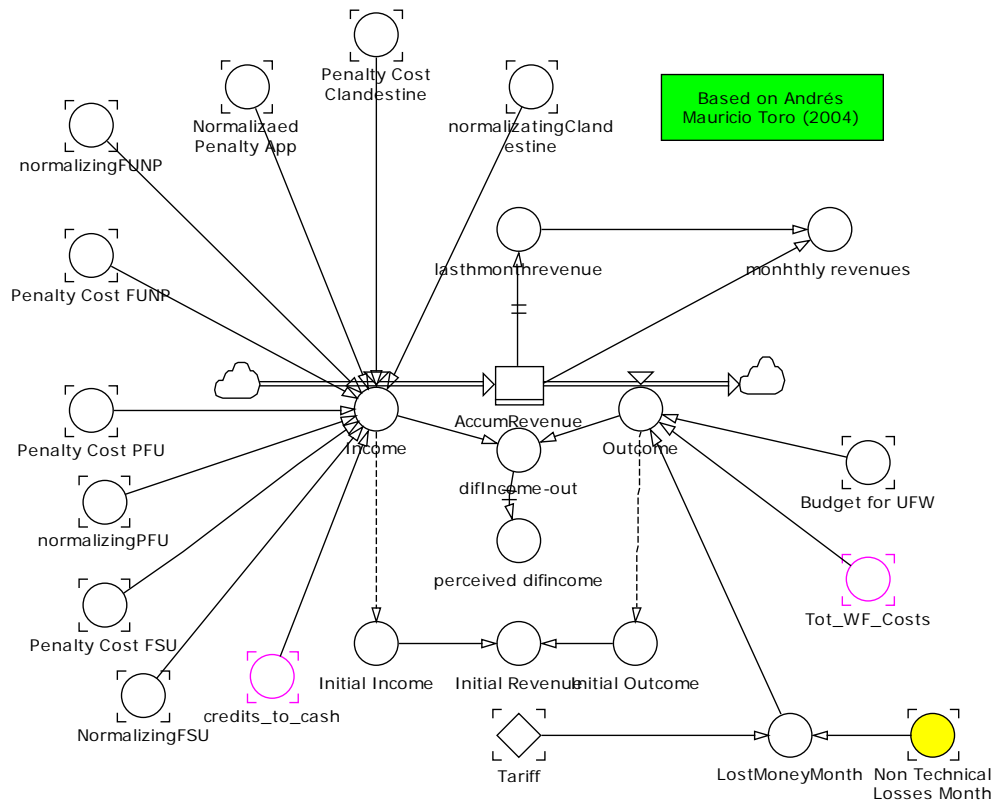 Penalty Cost
Clandestine
Based on Andrés
Mauricio Toro (2004)
Normalizaed
Penalty App
normalizatingCland
estine
normalizingFUNP
lasthmonthrevenue
monhthly revenues
Penalty Cost FUNP
AccumRevenue
Income
Outcome
Penalty Cost PFU
difIncome-out
Budget for UFW
normalizingPFU
perceived difincome
Tot_WF_Costs
Penalty Cost FSU
Initial Income
Initial Revenue
Initial Outcome
credits_to_cash
NormalizingFSU
Tariff
LostMoneyMonth
Non Technical
Losses Month